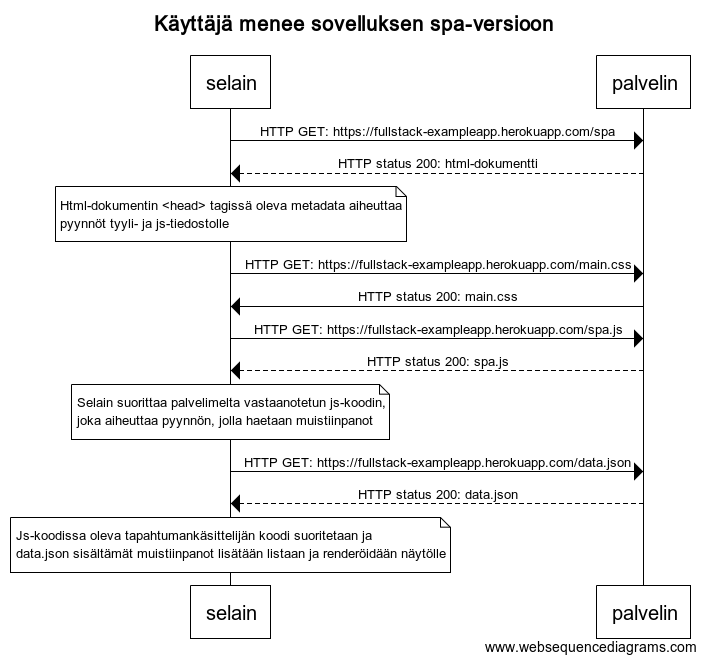 Käyttäjä menee sovelluksen spa-versioon
selain
palvelin
HTTP GET: https://fullstack-exampleapp.herokuapp.com/spa
HTTP status 200: html-dokumentti
Html-dokumentin <head> tagissä oleva metadata aiheuttaa
pyynnöt tyyli- ja js-tiedostolle
HTTP GET: https://fullstack-exampleapp.herokuapp.com/main.css
HTTP status 200: main.css
HTTP GET: https://fullstack-exampleapp.herokuapp.com/spa.js
HTTP status 200: spa.js
Selain suorittaa palvelimelta vastaanotetun js-koodin,
joka aiheuttaa pyynnön, jolla haetaan muistiinpanot
HTTP GET: https://fullstack-exampleapp.herokuapp.com/data.json
HTTP status 200: data.json
Js-koodissa oleva tapahtumankäsittelijän koodi suoritetaan ja
data.json sisältämät muistiinpanot lisätään listaan ja renderöidään näytölle
selain
palvelin
www.websequencediagrams.com